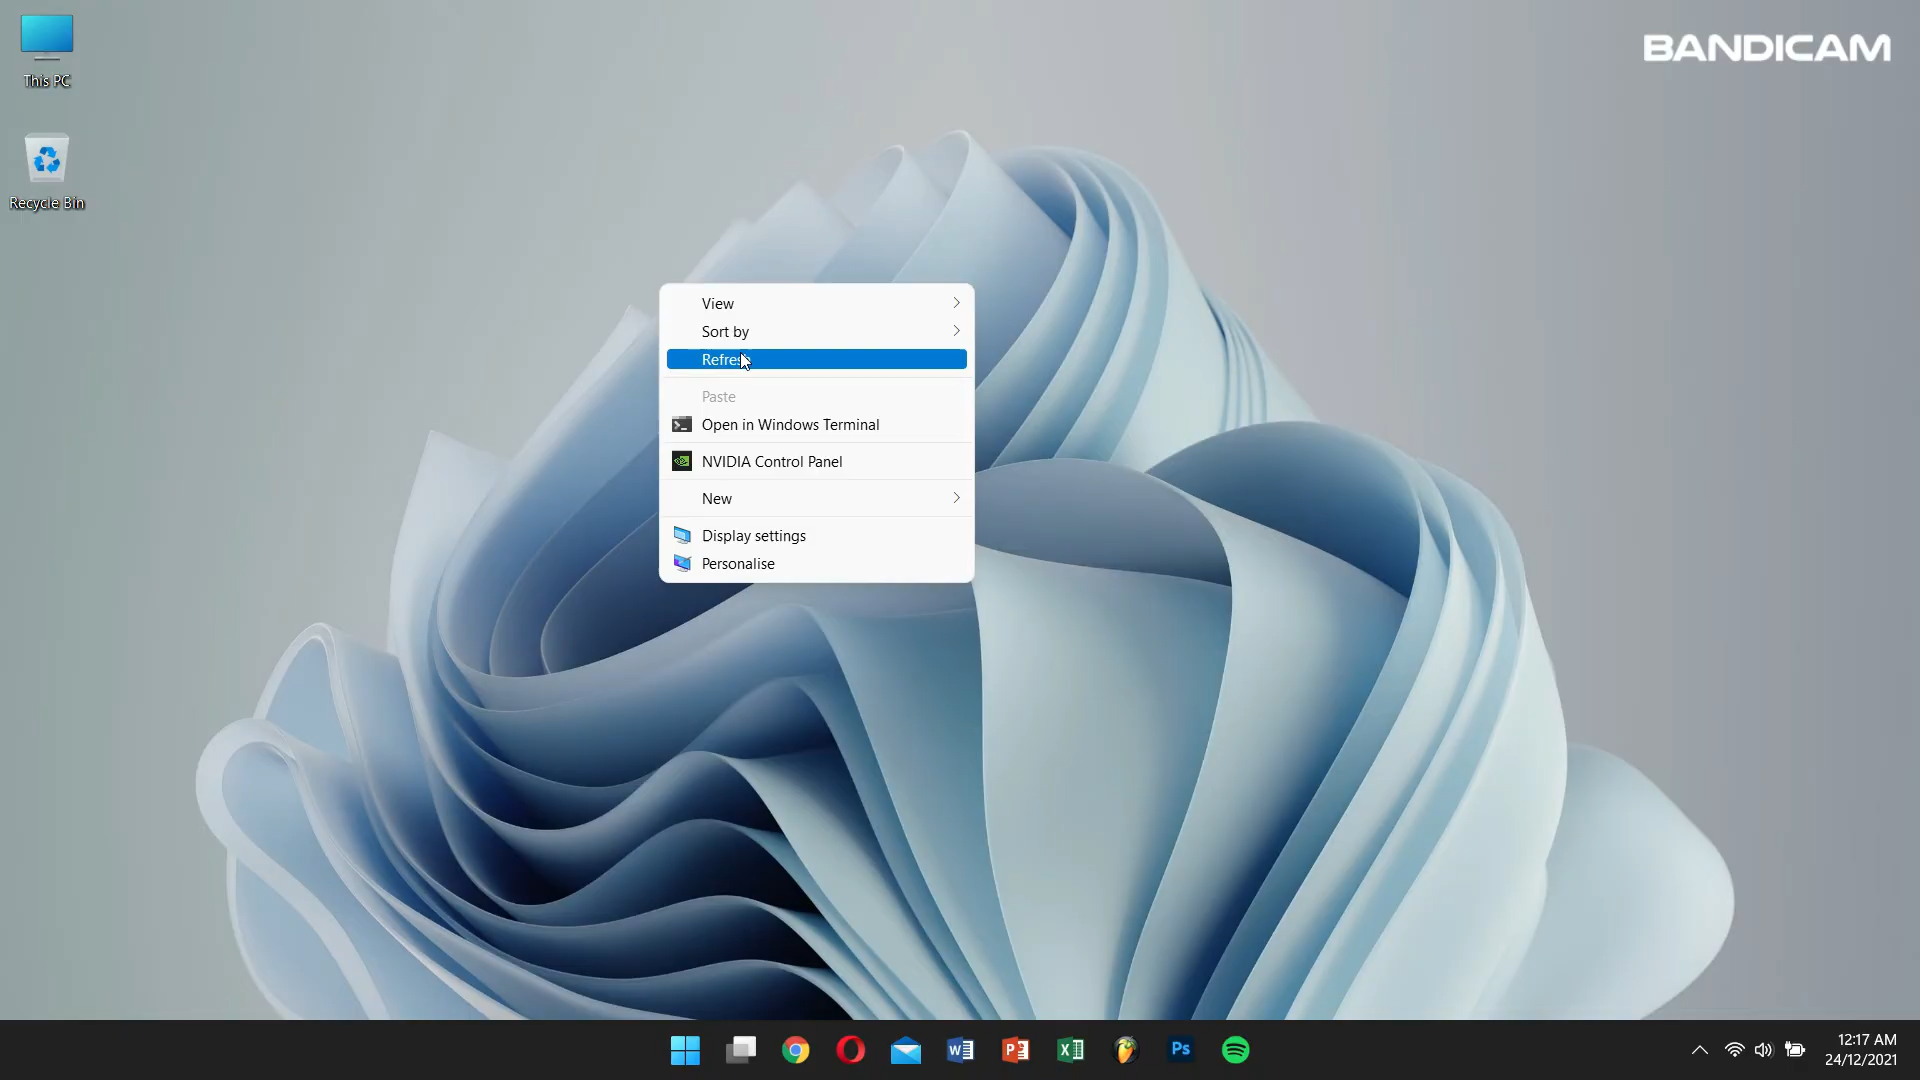 This PC
BANDICAM
Recycle Bin
View
Sort by
Refresh
Paste
Open in Windows Terminal
NVIDIA Control Panel
New
Display settings
Personalise
W
P
X
Ps
12:17 AM
24/12/2021